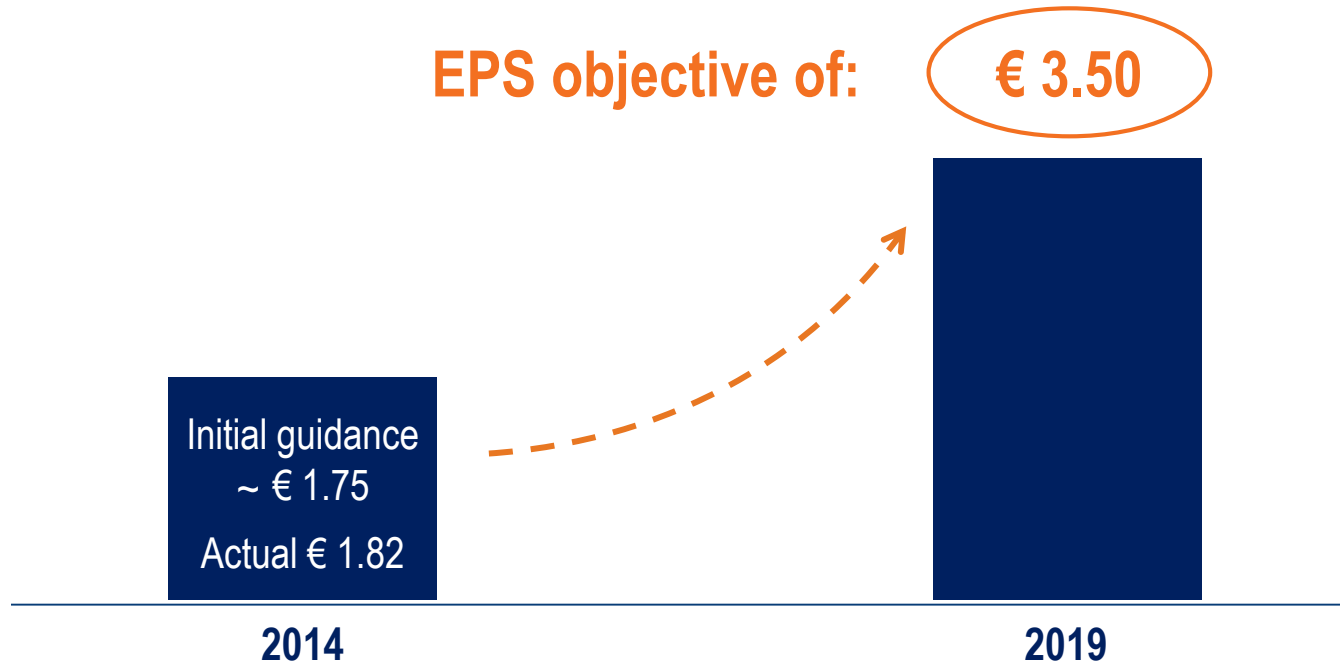 EPS objective of: € 3.50
Initial guidance
~ € 1.75
Actual € 1.82
2014 2019